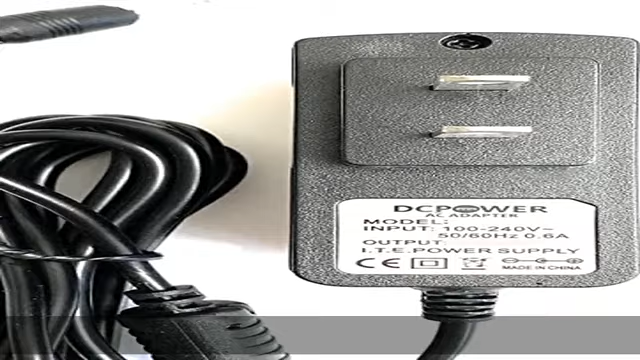 DCPOWER
AC ADAPTER
MODEL:
INPUT: 100-240V~
50/60Hz 0.6A
OUTPUT:
I.T.E. POWER SUPPLY
CE
MADE IN CHINA